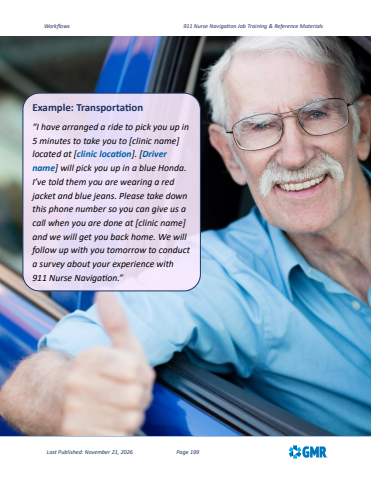 Workflows 911 Nurse Navigation Job Training & Reference Materials
Example: Transportation
“I have arranged a ride to pick you up in
5 minutes to take you to [clinic name]
located at [clinic location]. [Driver
name] will pick you up in a blue Honda.
I’ve told them you are wearing a red
jacket and blue jeans. Please take down
this phone number so you can give us a
call when you are done at [clinic name]
and we will get you back home. We will
follow up with you tomorrow to conduct
a survey about your experience with
911 Nurse Navigation.”
Last Published: November 21, 2026 Page 199
GMR